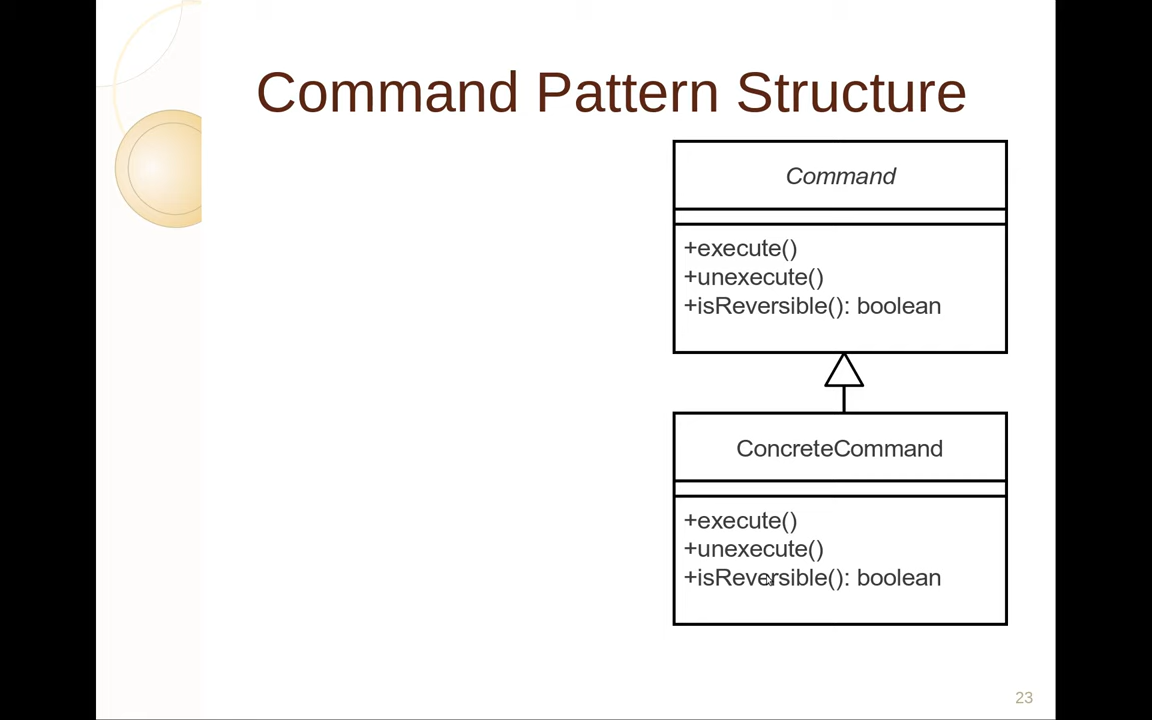 Command Pattern Structure
Command
+execute()
+unexecute()
+isReversible(): boolean
ConcreteCommand
+execute()
+unexecute()
+isReversible(): boolean
23